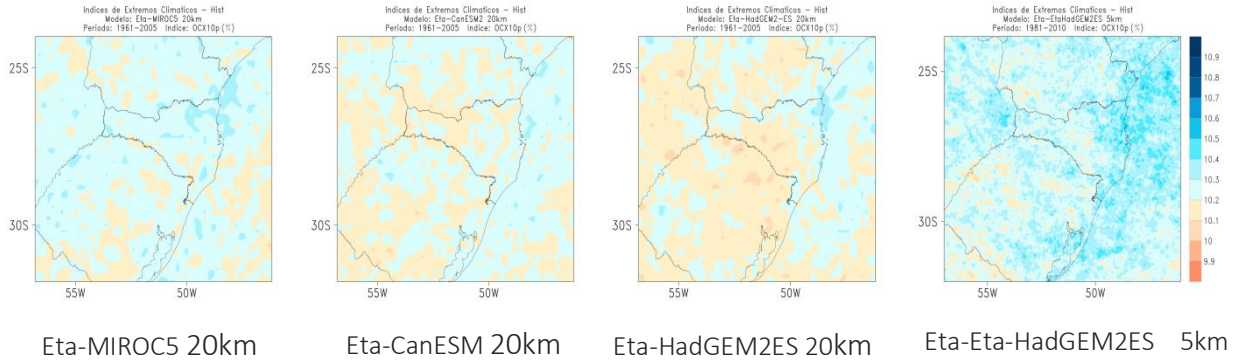 Indices de Extremos Climaticos – Hist
Modelo: Eta-MIROC5 20km
Periodo: 1961-2005 Indice: OCX10p (%)
25S
30S
55W 50W
Eta-MIROC5 20km
Indices de Extremos Climaticos – Hist
Modelo: Eta-CanESM2 20km
Periodo: 1961-2005 Indice: OCX10p (%)
25S
30S
55W 50W
Eta-CanESM 20km
Indices de Extremos Climaticos – Hist
Modelo: Eta-HadGEM2-ES 20km
Periodo: 1961-2005 Indice: OCX10p (%)
25S
30S
55W 50W
Eta-HadGEM2ES 20km
Indices de Extremos Climaticos – Hist
Modelo: Eta-EtaHadGEM2ES 5km
Periodo: 1981-2010 Indice: OCX10p (%)
25S
30S
55W 50W
10.9
10.8
10.7
10.6
10.5
10.4
10.3
10.2
10.1
10
9.9
Eta-Eta-HadGEM2ES 5km